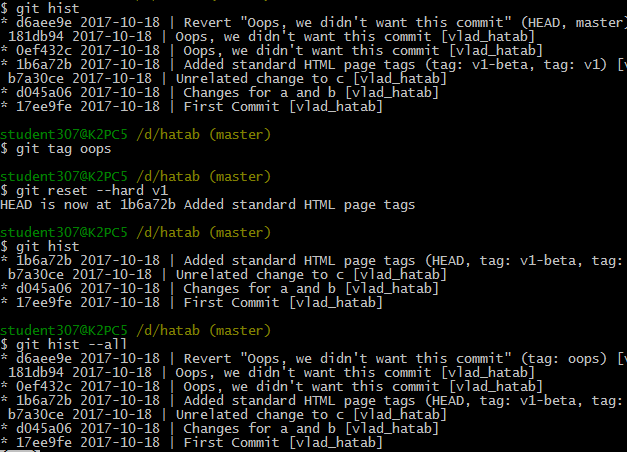 $ git hist
* d6aee9e 2017-10-18 | Revert "Oops, we didn't want this commit" (HEAD, master)
181db94 2017-10-18 | Oops, we didn't want this commit [vlad_hatab]
* 0ef432c 2017-10-18 | Oops, we didn't want this commit [vlad_hatab]
* 1b6a72b 2017-10-18 | Added standard HTML page tags (tag: v1-beta, tag: v1) [v
b7a30ce 2017-10-18 | Unrelated change to c [vlad_hatab]
* d045a06 2017-10-18 | Changes for a and b [vlad_hatab]
* 17ee9fe 2017-10-18 | First Commit [vlad_hatab]
student307@K2PC5 /d/hatab (master)
$ git tag oops
student307@K2PC5 /d/hatab (master)
$ git reset --hard v1
HEAD is now at 1b6a72b Added standard HTML page tags
student307@K2PC5 /d/hatab (master)
$ git hist
* 1b6a72b 2017-10-18 | Added standard HTML page tags (HEAD, tag: v1-beta, tag:
b7a30ce 2017-10-18 | Unrelated change to c [vlad_hatab]
* d045a06 2017-10-18 | Changes for a and b [vlad_hatab]
* 17ee9fe 2017-10-18 | First Commit [vlad_hatab]
student307@K2PC5 /d/hatab (master)
$ git hist --all
* d6aee9e 2017-10-18 | Revert "Oops, we didn't want this commit" (tag: oops) [v
181db94 2017-10-18 | Oops, we didn't want this commit [vlad_hatab]
* 0ef432c 2017-10-18 | Oops, we didn't want this commit [vlad_hatab]
* 1b6a72b 2017-10-18 | Added standard HTML page tags (HEAD, tag: v1-beta, tag:
b7a30ce 2017-10-18 | Unrelated change to c [vlad_hatab]
* d045a06 2017-10-18 | Changes for a and b [vlad_hatab]
* 17ee9fe 2017-10-18 | First Commit [vlad_hatab]